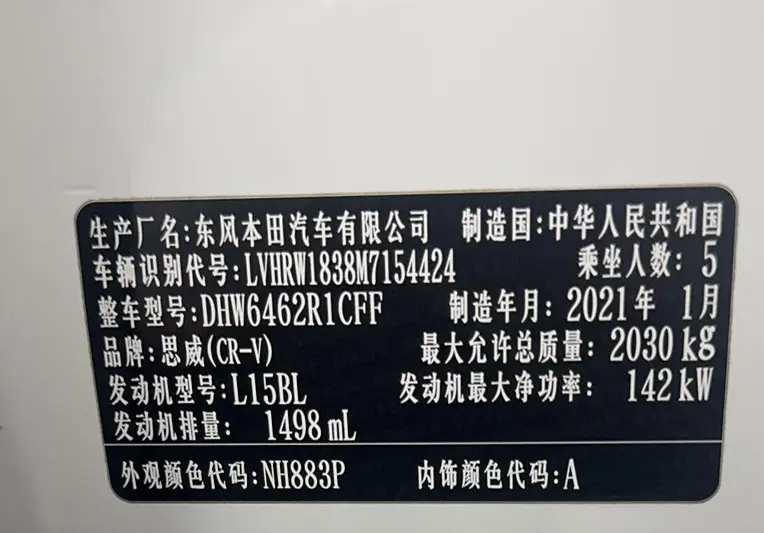 生产厂名:东风本田汽车有限公司 制造国:中华人民共和国
车辆识别代号:LVHRW1838M7154424 乘坐人数: 5
整车型号:DHW6462R1CFF 制造年月: 2021年 1月
品牌:思威(CR-V) 最大允许总质量: 2030 kg
发动机型号:L15BL 发动机最大净功率: 142 kW
发动机排量: 1498 mL
外观颜色代码:NH883P 内饰颜色代码:A